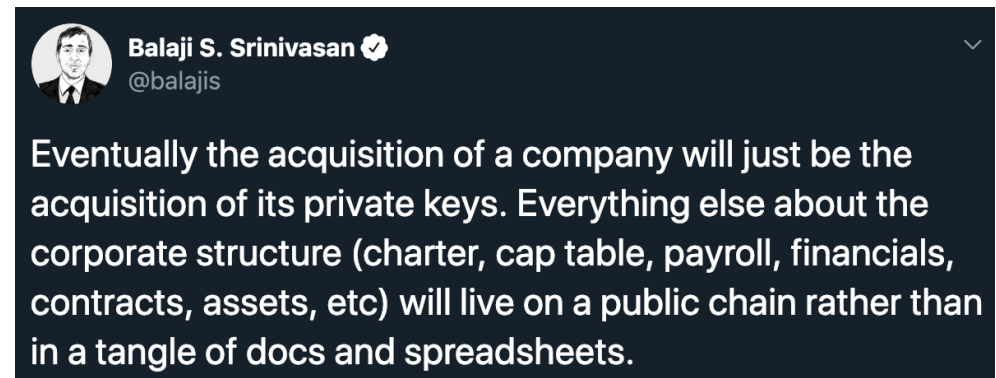 Balaji S. Srinivasan
@balajis
Eventually the acquisition of a company will just be the
acquisition of its private keys. Everything else about the
corporate structure (charter, cap table, payroll, financials,
contracts, assets, etc) will live on a public chain rather than
in a tangle of docs and spreadsheets.